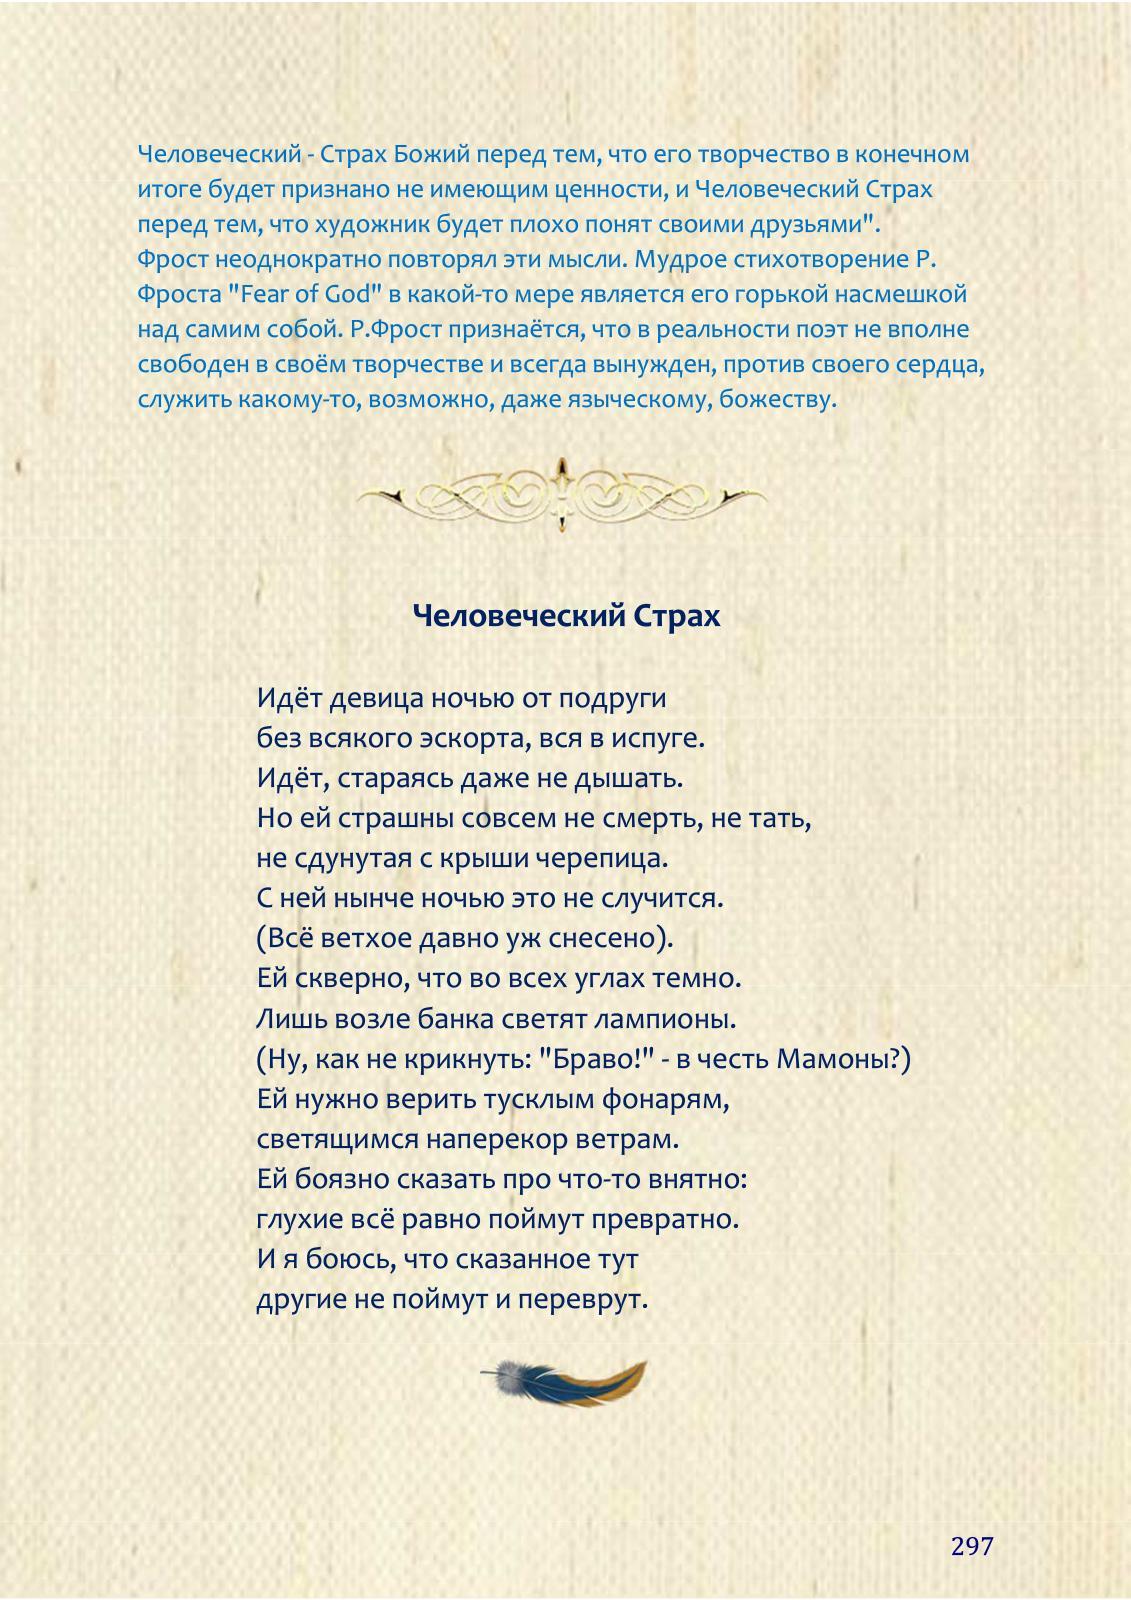 Человеческий - Страх Божий перед тем, что его творчество в конечном
итоге будет признано не имеющим ценности, и Человеческий Страх
перед тем, что художник будет плохо понят своими друзьями".
Фрост неоднократно повторял эти мысли. Мудрое стихотворение Р.
Фроста "Fear of God" в какой-то мере является его горькой насмешкой
над самим собой. Р.Фрост признаётся, что в реальности поэт не вполне
свободен в своём творчестве и всегда вынужден, против своего сердца,
служить какому-то, возможно, даже языческому, божеству.
Человеческий Страх
Идёт девица ночью от подруги
без всякого эскорта, вся в испуге.
Идёт, стараясь даже не дышать.
Но ей страшны совсем не смерть, не тать,
не сдунутая с крыши черепица.
С ней нынче ночью это не случится.
(Всё ветхое давно уж снесено).
Ей скверно, что во всех углах темно.
Лишь возле банка светят лампионы.
(Ну, как не крикнуть: "Браво!" - в честь Мамоны?)
Ей нужно верить тусклым фонарям,
светящимся наперекор ветрам.
Ей боязно сказать про что-то внятно:
глухие всё равно поймут превратно.
И я боюсь, что сказанное тут
другие не поймут и переврут.
297